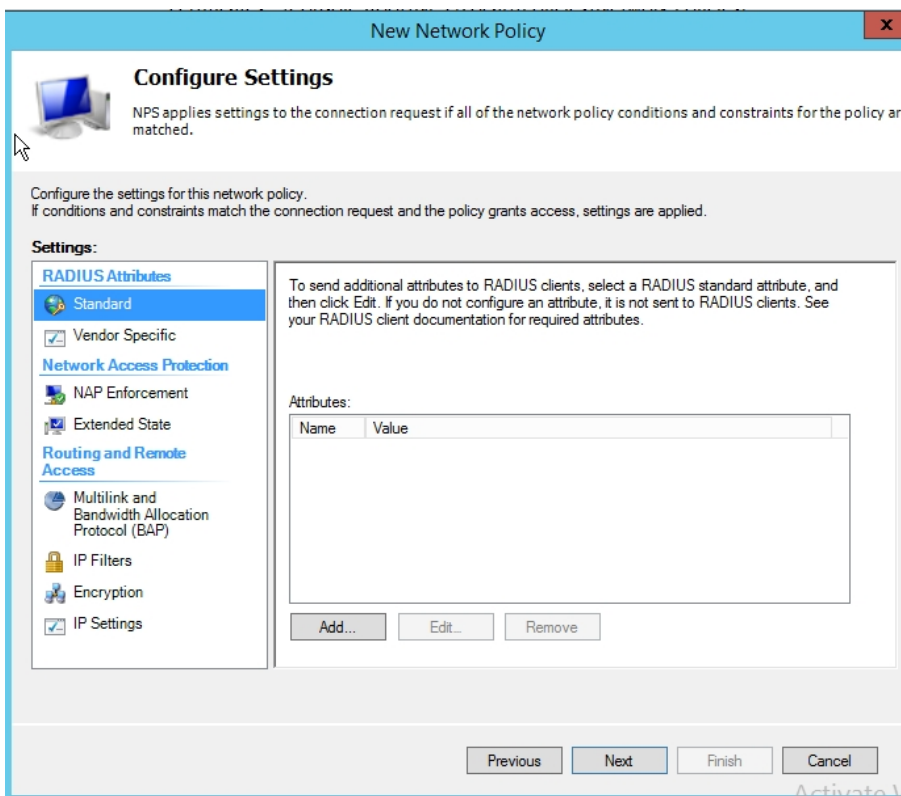 New Network Policy
x
Configure Settings
NPS applies settings to the connection request if all of the network policy conditions and constraints for the policy ar
matched.
Configure the settings for this network policy.
If conditions and constraints match the connection request and the policy grants access, settings are applied.
Settings:
RADIUS Attributes
Standard
Vendor Specific
Network Access Protection
NAP Enforcement
Extended State
Routing and Remote
Access
Multilink and
Bandwidth Allocation
Protocol (BAP)
IP Filters
Encryption
IP Settings
To send additional attributes to RADIUS clients, select a RADIUS standard attribute, and
then click Edit. If you do not configure an attribute, it is not sent to RADIUS clients. See
your RADIUS client documentation for required attributes.
Attributes:
Name Value
Add... Edit... Remove
Previous Next Finish Cancel
Activate